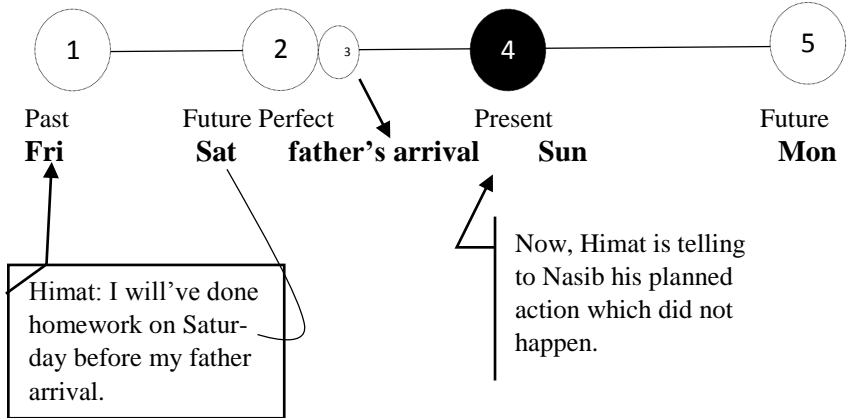 1 2 3 4 5
Past Future Perfect Present Future
Fri Sat father's arrival Sun Mon
Himat: I will've done
homework on Satur-
day before my father
arrival.
Now, Himat is telling
to Nasib his planned
action which did not
happen.